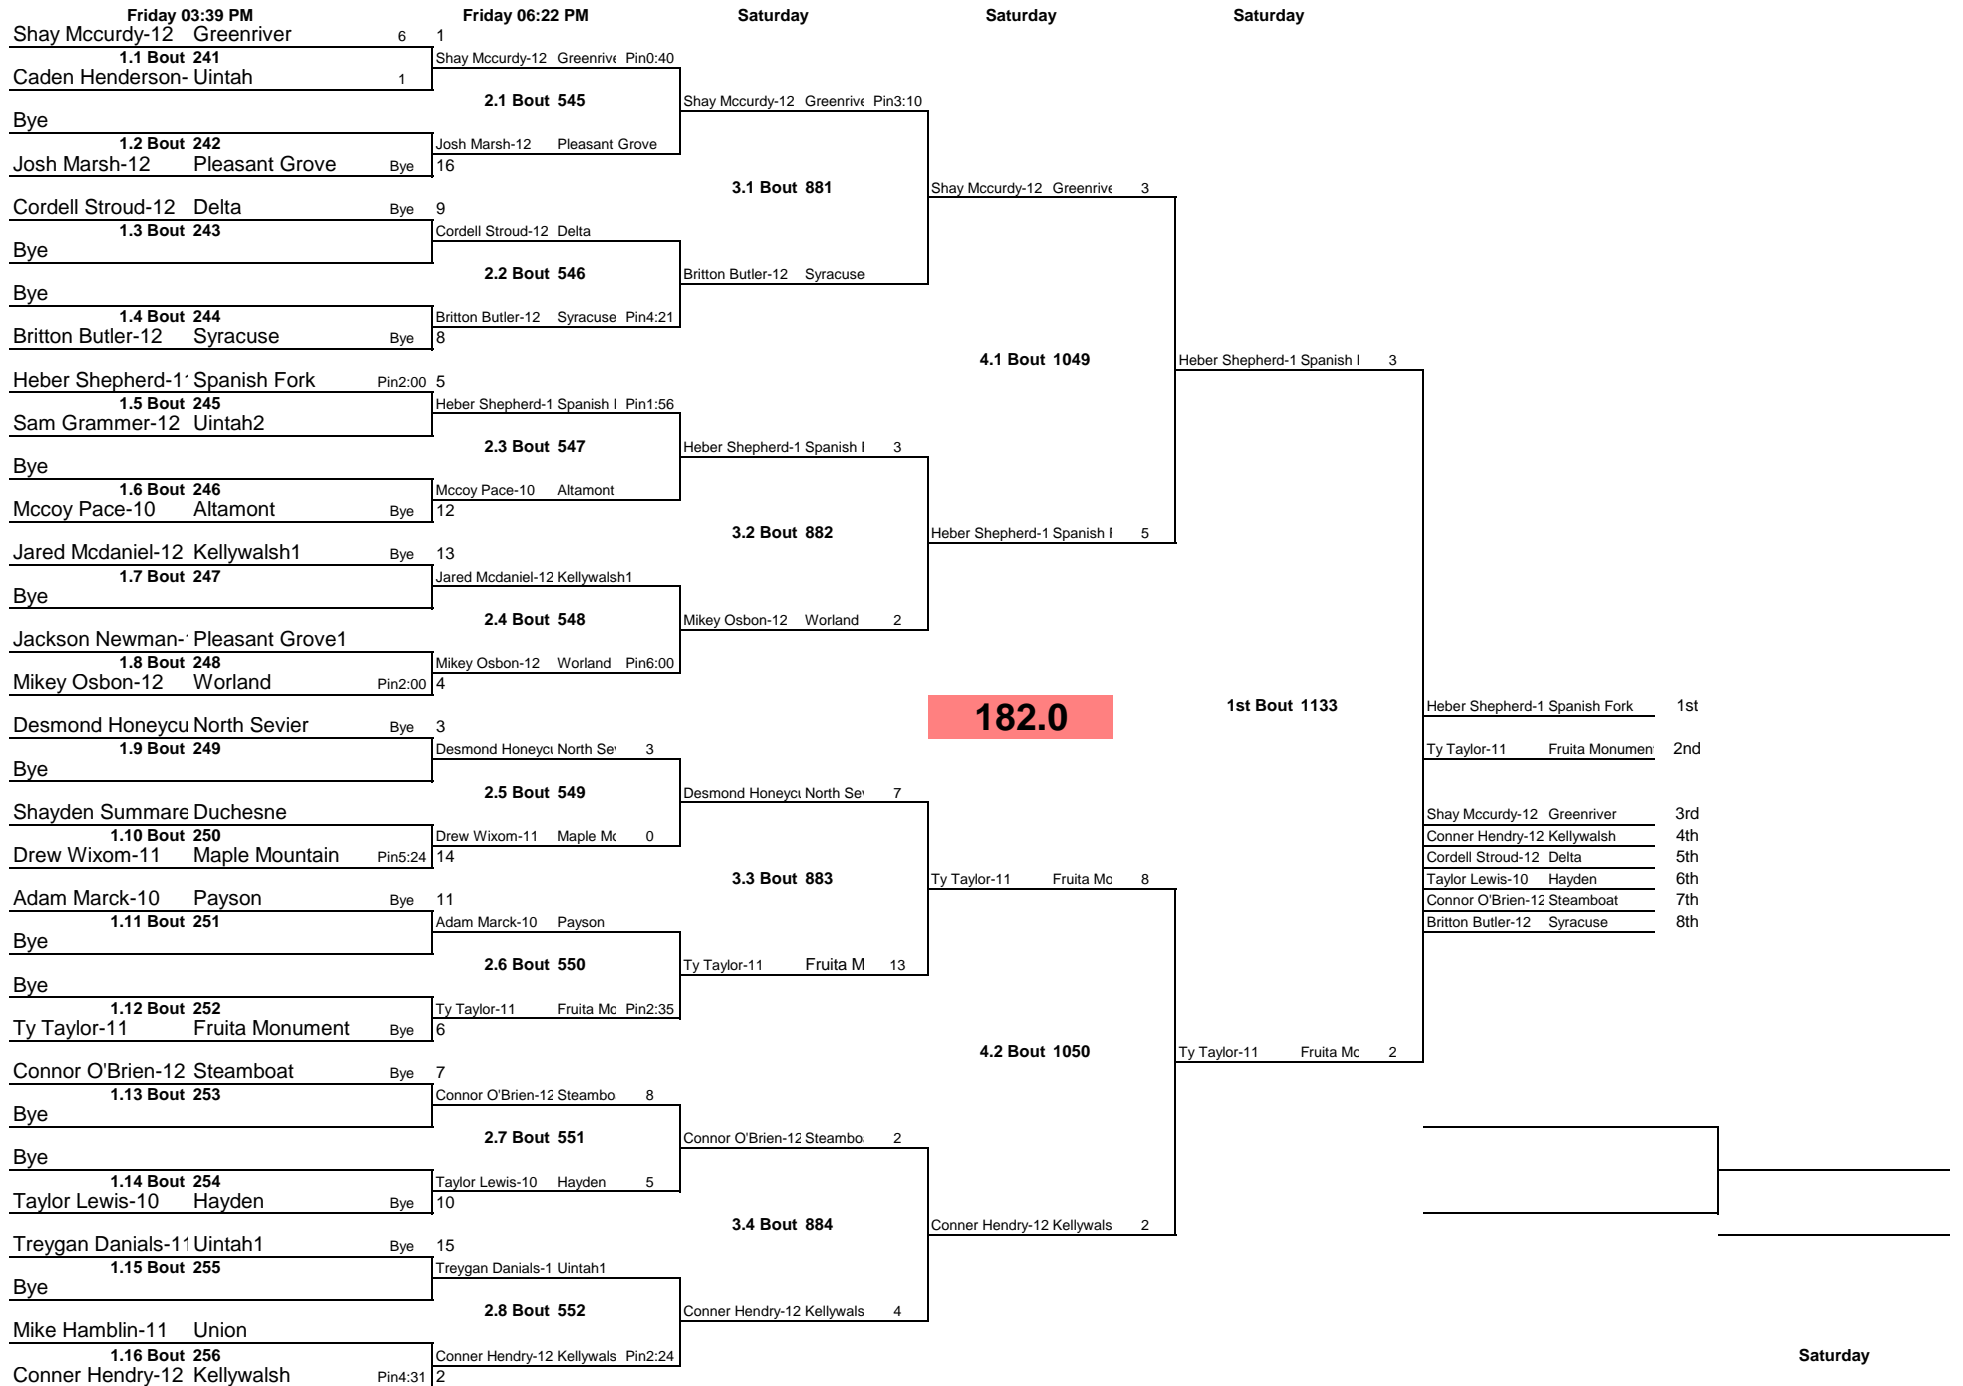 Friday 03:39 PM Friday 06:22 PM Saturday Saturday Saturday
Shay Mccurdy-12 Greenriver 6 1
1.1 Bout 241
Shay Mccurdy-12 Greenrive Pin0:40
Caden Henderson- Uintah 1
2.1 Bout 545
Shay Mccurdy-12 Greenrive Pin3:10
Bye
1.2 Bout 242
Josh Marsh-12 Pleasant Grove
Josh Marsh-12 Pleasant Grove Bye 16
3.1 Bout 881
Shay Mccurdy-12 Greenrive 3
Cordell Stroud-12 Delta Bye 9
1.3 Bout 243
Cordell Stroud-12 Delta
Bye
2.2 Bout 546
Britton Butler-12 Syracuse
Bye
1.4 Bout 244
Britton Butler-12 Syracuse Pin4:21
Britton Butler-12 Syracuse Bye 8
4.1 Bout 1049
Heber Shepherd-1 Spanish 3
Heber Shepherd-1 Spanish Fork Pin2:00 5
1.5 Bout 245
Heber Shepherd-1 Spanish Pin1:56
Sam Grammer-12 Uintah2
2.3 Bout 547
Heber Shepherd-1 Spanish 3
Bye
1.6 Bout 246
Mccoy Pace-10 Altamont
Mccoy Pace-10 Altamont Bye 12
3.2 Bout 882
Heber Shepherd-1 Spanish 5
Jared Mcdaniel-12 Kellywalsh1 Bye 13
1.7 Bout 247
Jared Mcdaniel-12 Kellywalsh1
Bye
2.4 Bout 548
Mikey Osbon-12 Worland 2
Jackson Newman- Pleasant Grove1
1.8 Bout 248
Mikey Osbon-12 Worland Pin6:00
Mikey Osbon-12 Worland Pin2:00 4
182.0
1st Bout 1133
Heber Shepherd-1 Spanish Fork 1st
Desmond Honeycu North Sevier Bye 3
1.9 Bout 249
Desmond Honeycu North Se 3
Ty Taylor-11 Fruita Monumen 2nd
Bye
2.5 Bout 549
Desmond Honeycu North Se 7
Shayden Summare Duchesne
Shay Mccurdy-12 Greenriver 3rd
1.10 Bout 250
Drew Wixom-11 Maple Mo 0
Conner Hendry-12 Kellywalsh 4th
Drew Wixom-11 Maple Mountain Pin5:24 14
Cordell Stroud-12 Delta 5th
3.3 Bout 883
Ty Taylor-11 Fruita Mo 8
Taylor Lewis-10 Hayden 6th
Adam Marck-10 Payson Bye 11
Connor O'Brien-12 Steamboat 7th
1.11 Bout 251
Adam Marck-10 Payson
Britton Butler-12 Syracuse 8th
Bye
2.6 Bout 550
Ty Taylor-11 Fruita M 13
Bye
1.12 Bout 252
Ty Taylor-11 Fruita Mo Pin2:35
Ty Taylor-11 Fruita Monument Bye 6
4.2 Bout 1050
Ty Taylor-11 Fruita Mo 2
Connor O'Brien-12 Steamboat Bye 7
1.13 Bout 253
Connor O'Brien-12 Steambo 8
Bye
2.7 Bout 551
Connor O'Brien-12 Steambo 2
Bye
1.14 Bout 254
Taylor Lewis-10 Hayden 5
Taylor Lewis-10 Hayden Bye 10
3.4 Bout 884
Conner Hendry-12 Kellywals 2
Treygan Danials-11 Uintah1 Bye 15
1.15 Bout 255
Treygan Danials-1 Uintah1
Bye
2.8 Bout 552
Conner Hendry-12 Kellywals 4
Mike Hamblin-11 Union
1.16 Bout 256
Conner Hendry-12 Kellywals Pin2:24
Saturday
Conner Hendry-12 Kellywalsh Pin4:31 2